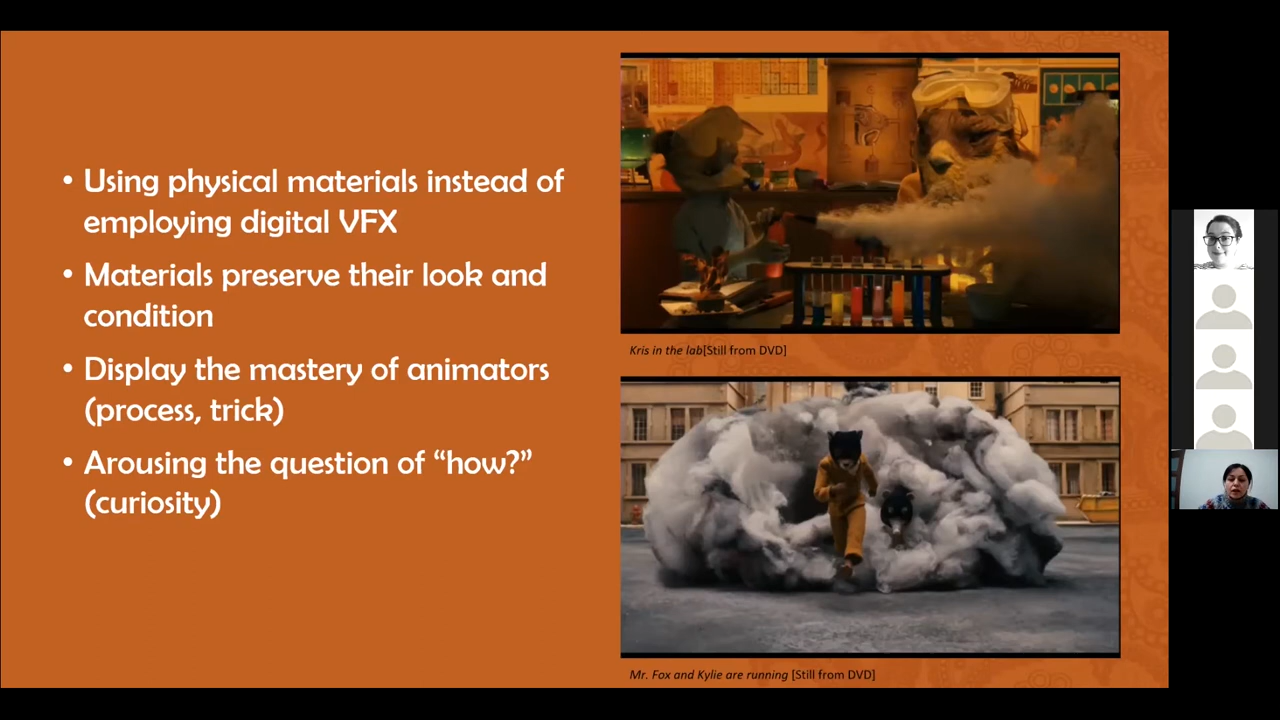 • Using physical materials instead of
employing digital VFX
• Materials preserve their look and
condition
• Display the mastery of animators
(process, trick)
• Arousing the question of “how?”
(curiosity)
Kris in the lab[Still from DVD]
Mr. Fox and Kylie are running [Still from DVD]